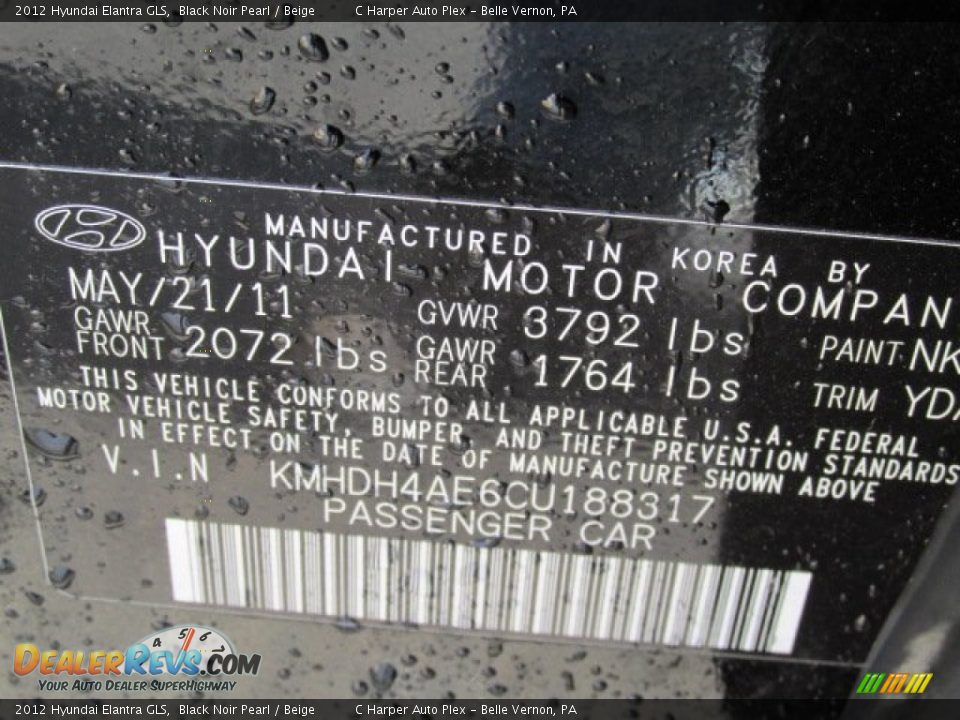 2012 Hyundai Elantra GLS, Black Noir Pearl / Beige C Harper Auto Plex - Belle Vernon, PA
MANUFACTURED IN KOREA BY
HYUNDAI MOTOR COMPAN
MAY/21/11 GVWR 3792 lbs PAINT NK
GAWR FRONT 2072 lbs GAWR REAR 1764 lbs TRIM YDA
THIS VEHICLE CONFORMS TO ALL APPLICABLE U.S.A. FEDERAL
MOTOR VEHICLE SAFETY, BUMPER, AND THEFT PREVENTION STANDARDS
IN EFFECT ON THE DATE OF MANUFACTURE SHOWN ABOVE
V.I.N KMHDH4AE6CU188317
PASSENGER CAR
4 5 6
DEALERREVS.COM
YOUR AUTO DEALER SUPERHIGHWAY
2012 Hyundai Elantra GLS, Black Noir Pearl / Beige C Harper Auto Plex - Belle Vernon, PA